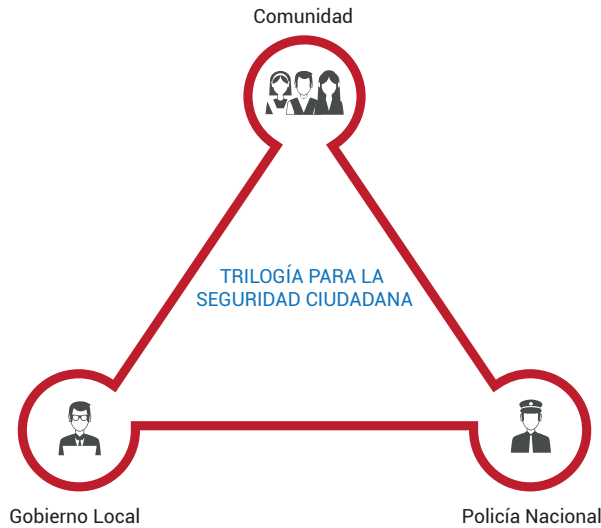 Comunidad
TRILOGÍA PARA LA
SEGURIDAD CIUDADANA
Gobierno Local
Policía Nacional